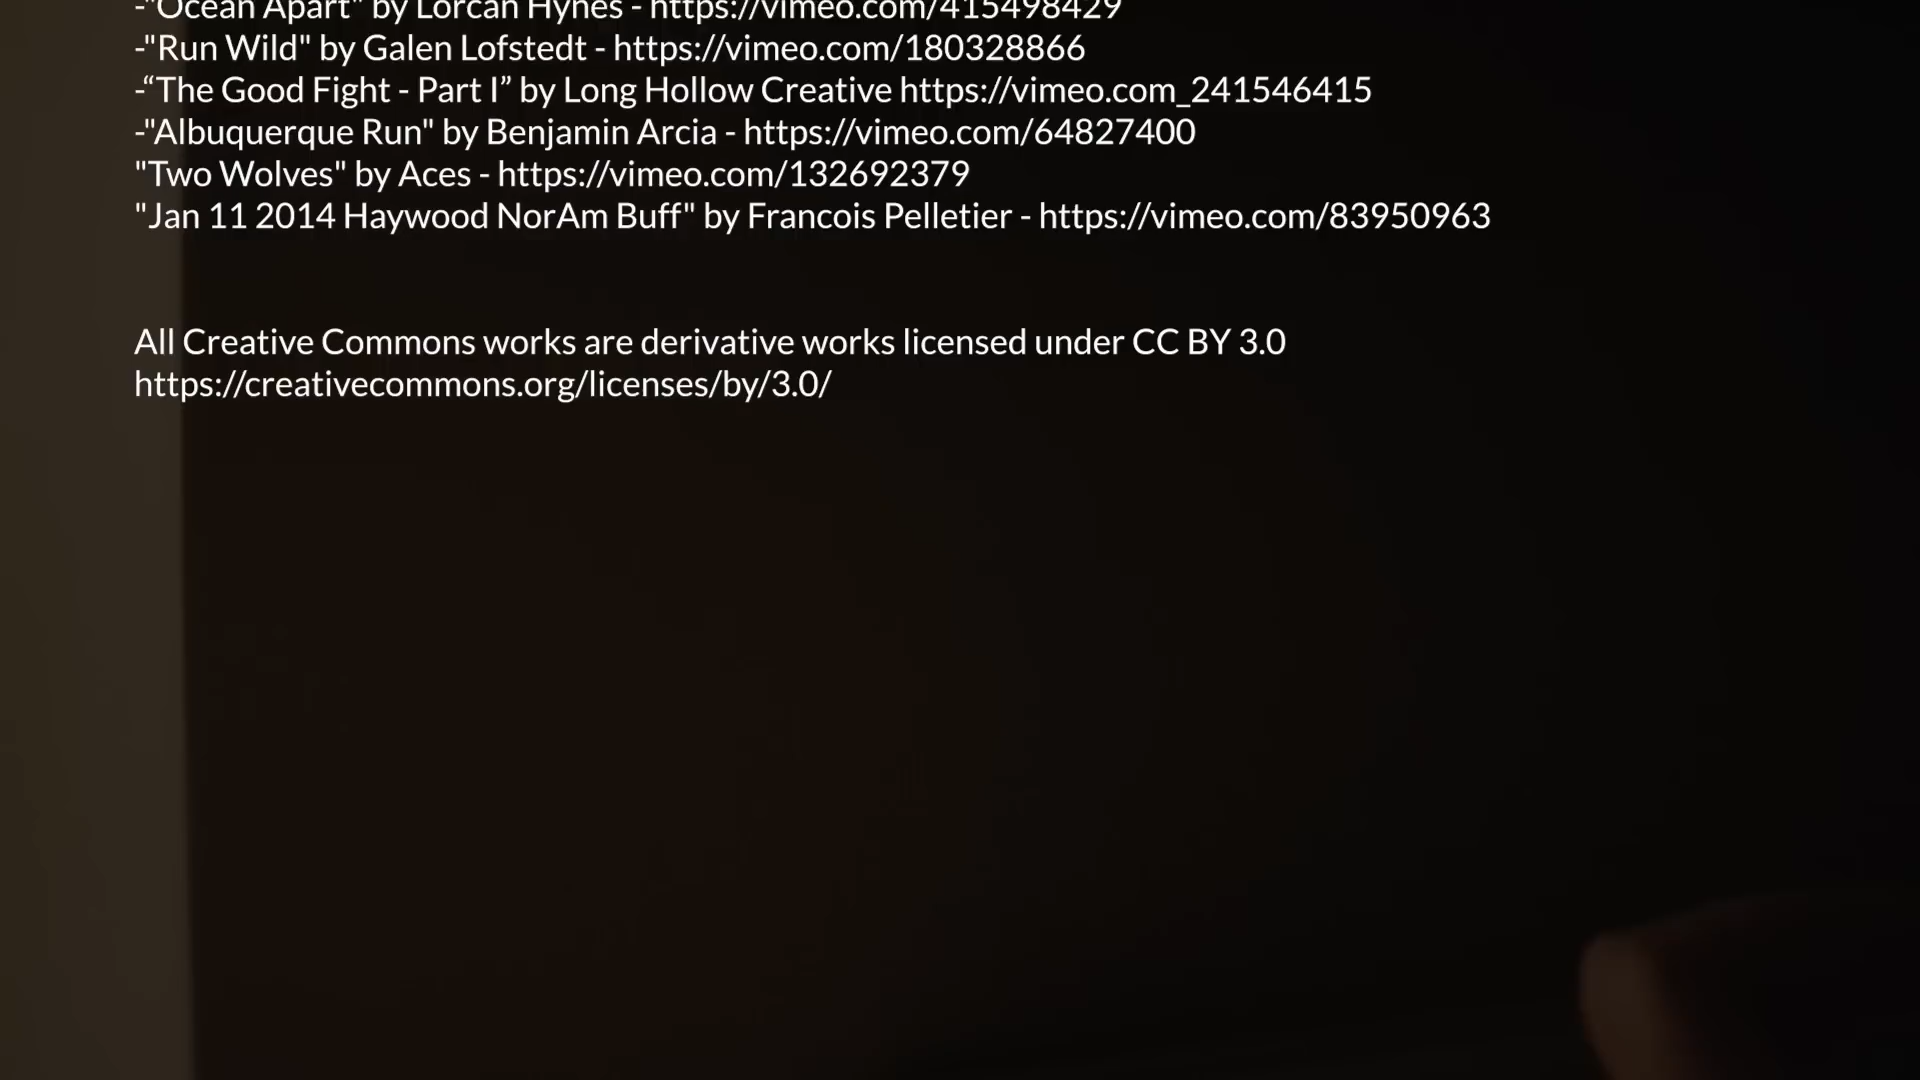 -"Ocean Apart" by Lorcan Hynes - https://vimeo.com/415498429
-"Run Wild" by Galen Lofstedt - https://vimeo.com/180328866
-“The Good Fight - Part I” by Long Hollow Creative https://vimeo.com_241546415
-"Albuquerque Run" by Benjamin Arcia - https://vimeo.com/64827400
"Two Wolves" by Aces - https://vimeo.com/132692379
"Jan 11 2014 Haywood NorAm Buff" by Francois Pelletier - https://vimeo.com/83950963
All Creative Commons works are derivative works licensed under CC BY 3.0
https://creativecommons.org/licenses/by/3.0/